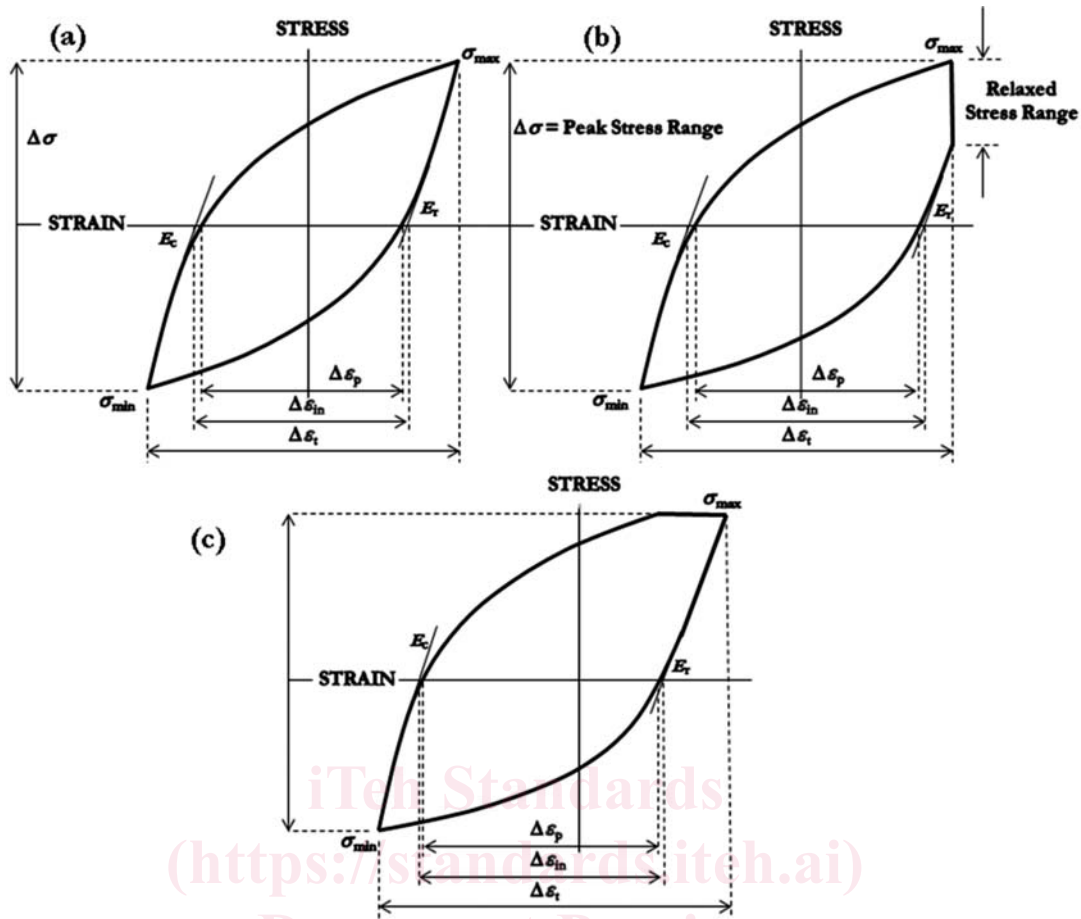 (a)
STRESS
σmax
Δσ
STRAIN
Ec
Er
σmin
Δεp
Δεin
Δεt
(b)
STRESS
σmax
Relaxed
Stress Range
Δσ = Peak Stress Range
STRAIN
Ec
Er
σmin
Δεp
Δεin
Δεt
(c)
STRESS
σmax
Ec
STRAIN
Er
σmin
Δεp
Δεin
Δεt
iTeh Standards
(https://standards.iteh.ai)